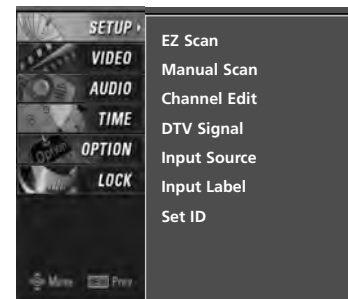 SETUP
VIDEO
AUDIO
TIME
OPTION
LOCK
Menu Prev
EZ Scan
Manual Scan
Channel Edit
DTV Signal
Input Source
Input Label
Set ID